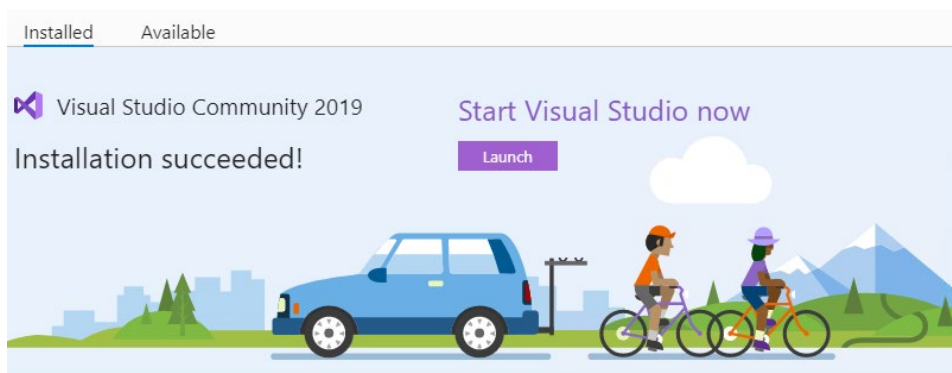 Installed Available
Visual Studio Community 2019
Installation succeeded!
Start Visual Studio now
Launch